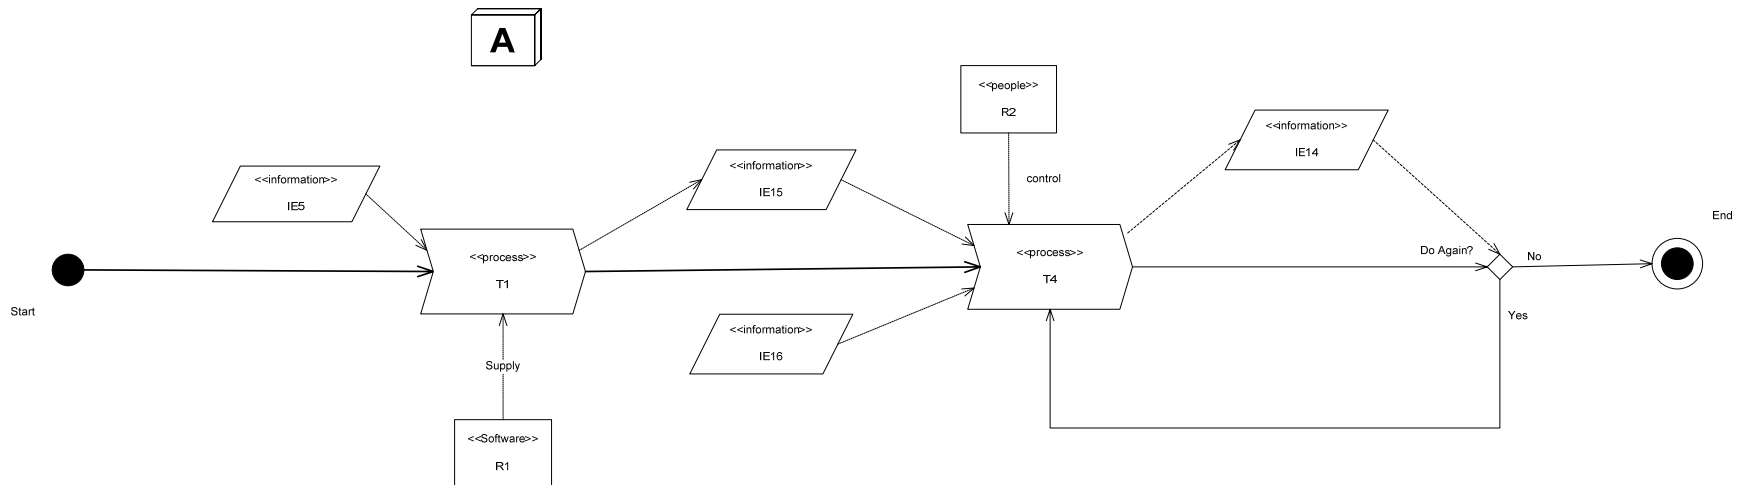 A
<<people>>
R2
<<information>>
IE14
<<information>>
IE15
<<information>>
IE5
control
End
<<process>>
T1
<<process>>
T4
Do Again?
No
Start
Yes
<<information>>
IE16
Supply
<<Software>>
R1